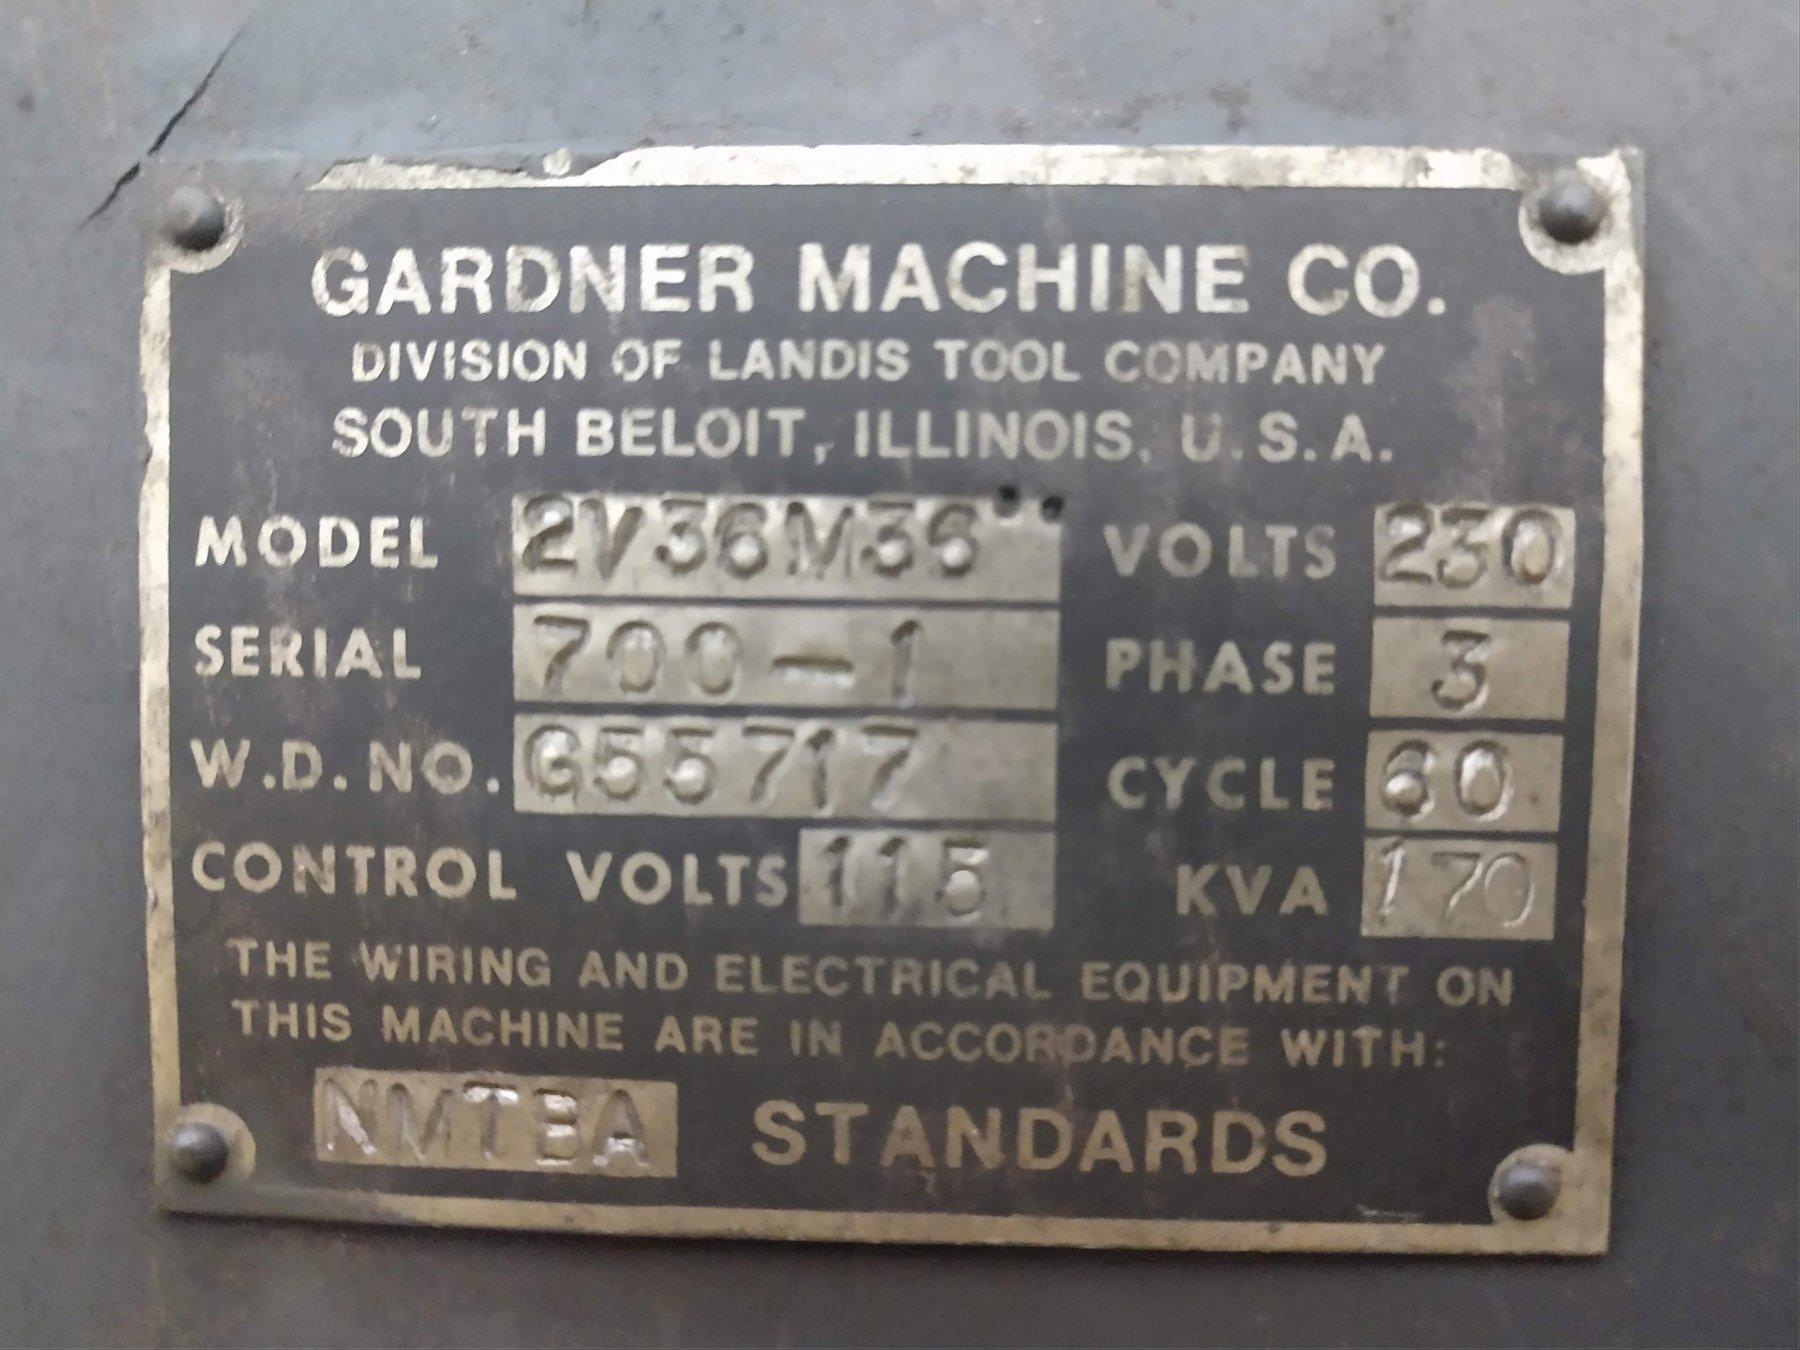 GARDNER MACHINE CO.
DIVISION OF LANDIS TOOL COMPANY
SOUTH BELOIT, ILLINOIS, U.S.A.
MODEL 2V36M36" VOLTS 230
SERIAL 700-1 PHASE 3
W.D. NO. G55717 CYCLE 60
CONTROL VOLTS 115 KVA 170
THE WIRING AND ELECTRICAL EQUIPMENT ON
THIS MACHINE ARE IN ACCORDANCE WITH:
NMTBA STANDARDS